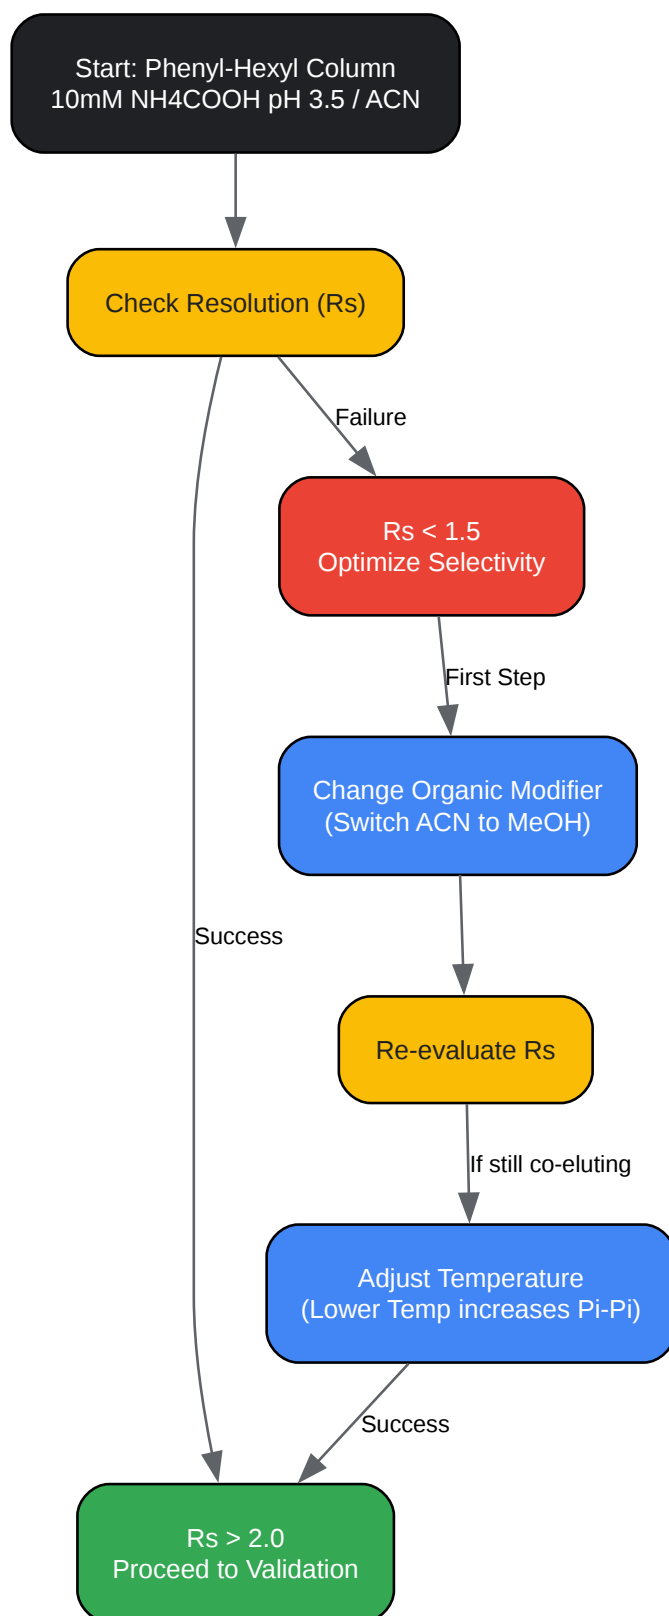 Start: Phenyl-Hexyl Column
10mM NH4COOH pH 3.5 / ACN
Check Resolution (Rs)
Failure
Rs < 1.5
Optimize Selectivity
First Step
Change Organic Modifier
(Switch ACN to MeOH)
Success
Re-evaluate Rs
If still co-eluting
Adjust Temperature
(Lower Temp increases Pi-Pi)
Success
Rs > 2.0
Proceed to Validation